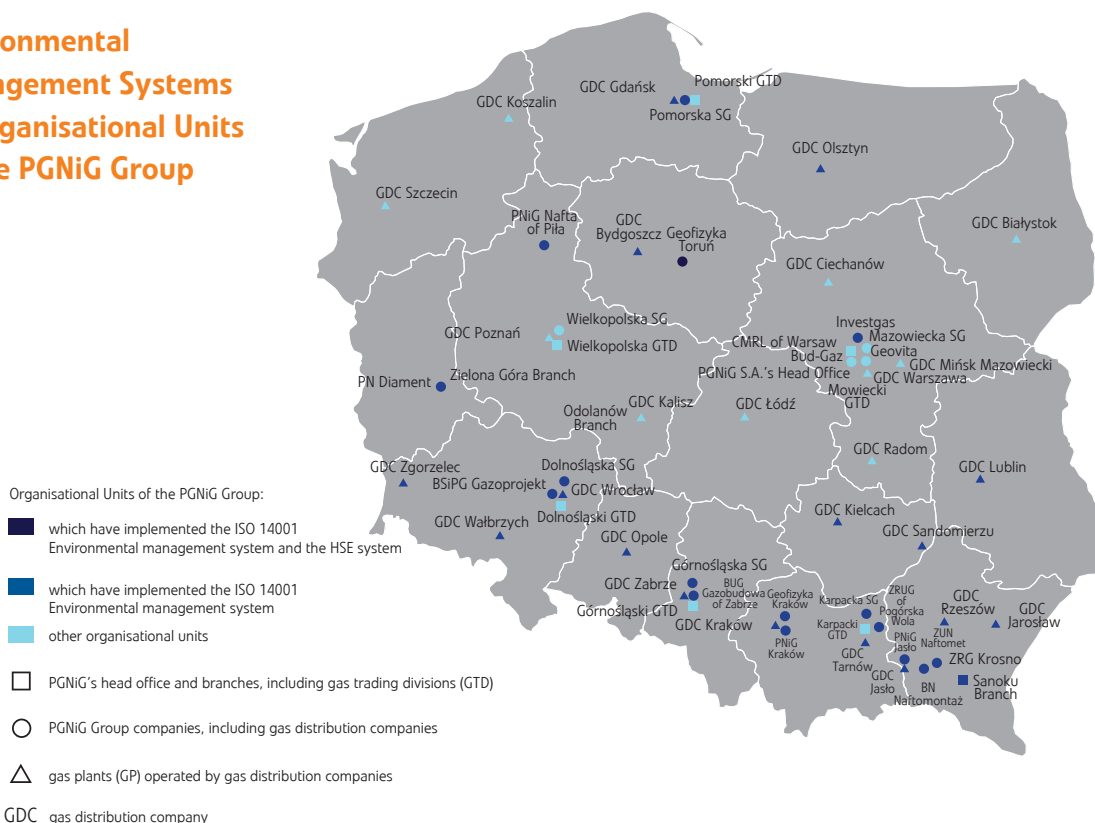 onmental
agement Systems
ganisational Units
e PGNiG Group
GDC Koszalin
GDC Gdańsk
Pomorski GTD
Pomorska SG
GDC Olsztyn
GDC Szczecin
PNiG Nafta
of Piła
GDC
Bydgoszcz
Geofizyka
Toruń
GDC Białystok
GDC Ciechanów
Wielkopolska SG
GDC Poznań
Wielkopolska GTD
Investgas
Mazowiecka SG
CMRL of Warsaw
Bud-Gaz
Geovita
GDC Mińsk Mazowiecki
PGNiG S.A.'s Head Office
GDC Warszawa
Mowiecki
GTD
PN Diament
Zielona Góra Branch
GDC Kalisz
Odolanów
Branch
GDC Łódź
GDC Radom
GDC Lublin
GDC Zgorzelec
Dolnośląska SG
BSiPG Gazoprojekt
GDC Wrocław
Dolnośląski GTD
GDC Wałbrzych
GDC Opole
GDC Kielcach
GDC Sandomierzu
Górnośląska SG
GDC Zabrze
BUG
Gazobudowa
of Zabrze
Górnośląski GTD
GDC Kraków
Geofizyka
Kraków
PNiG
Kraków
Karpacka SG
Karpacki
GTD
GDC
Tarnów
ZRUG
of
Pogórska
Wola
GDC
Rzeszów
GDC
Jarosław
PNiG
Jasło
ZUN
Naftomet
ZRG Krosno
GDC
Jasło
BN
Naftomontaż
Sanoku
Branch
Organisational Units of the PGNiG Group:
which have implemented the ISO 14001
Environmental management system and the HSE system
which have implemented the ISO 14001
Environmental management system
other organisational units
PGNiG's head office and branches, including gas trading divisions (GTD)
PGNiG Group companies, including gas distribution companies
gas plants (GP) operated by gas distribution companies
GDC gas distribution company